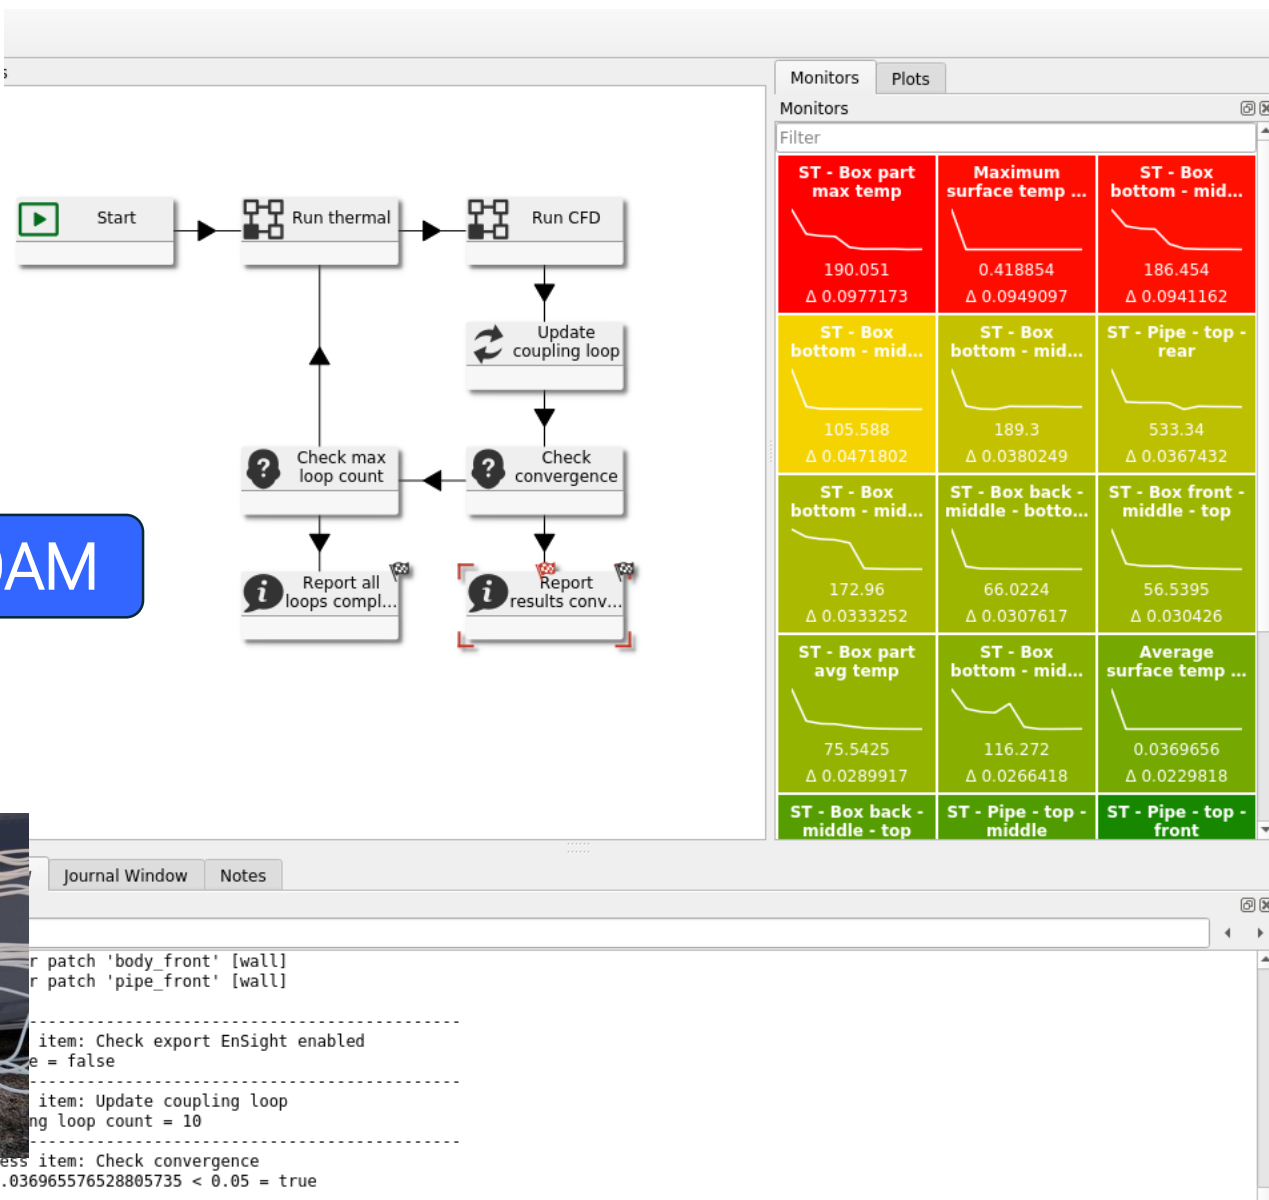 s
Monitors
Plots
Monitors
Filter
Start
Run thermal
Run CFD
Update
coupling loop
Check max
loop count
Check
convergence
Report all
loops compl...
Report
results conv...
OAM
ST - Box part
max temp
190.051
Δ 0.0977173
Maximum
surface temp ...
0.418854
Δ 0.0949097
ST - Box
bottom - mid...
186.454
Δ 0.0941162
ST - Box
bottom - mid...
105.588
Δ 0.0471802
ST - Box
bottom - mid...
189.3
Δ 0.0380249
ST - Pipe - top -
rear
533.34
Δ 0.0367432
ST - Box
bottom - mid...
172.96
Δ 0.0333252
ST - Box back -
middle - botto...
66.0224
Δ 0.0307617
ST - Box front -
middle - top
56.5395
Δ 0.030426
ST - Box part
avg temp
75.5425
Δ 0.0289917
ST - Box
bottom - mid...
116.272
Δ 0.0266418
Average
surface temp ...
0.0369656
Δ 0.0229818
ST - Box back -
middle - top
ST - Pipe - top -
middle
ST - Pipe - top -
front
Journal Window
Notes
r patch 'body_front' [wall]
r patch 'pipe_front' [wall]
---------------------------------------------
item: Check export EnSight enabled
e = false
---------------------------------------------
item: Update coupling loop
ng loop count = 10
---------------------------------------------
ess item: Check convergence
.036965576528805735 < 0.05 = true